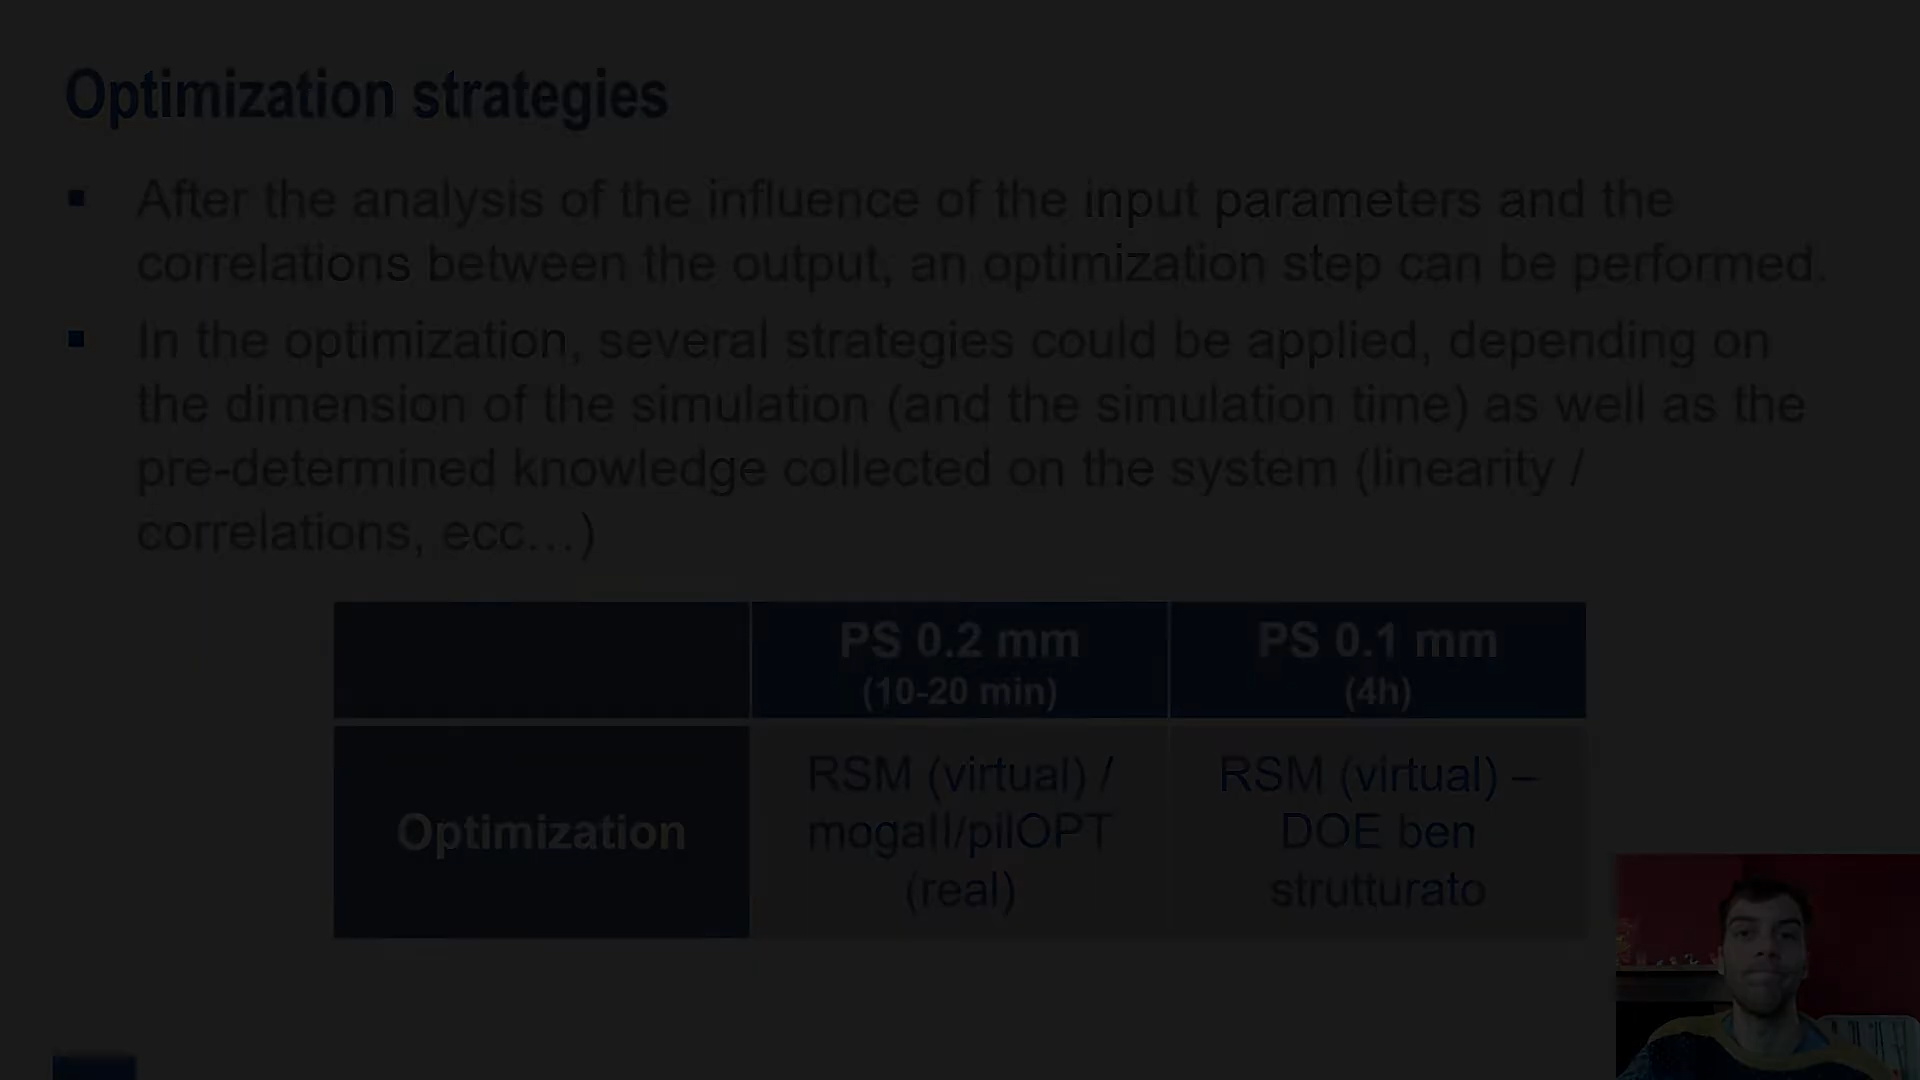 Optimization strategies
After the analysis of the influence of the input parameters and the
correlations between the output, an optimization step can be performed.
In the optimization, several strategies could be applied, depending on
the dimension of the simulation (and the simulation time) as well as the
pre-determined knowledge collected on the system (linearity /
correlations, ecc...)
PS 0.2 mm
(10-20 min)
PS 0.1 mm
(4h)
Optimization
RSM (virtual) /
mogaII/pilOPT
(real)
RSM (virtual) –
DOE ben
strutturato